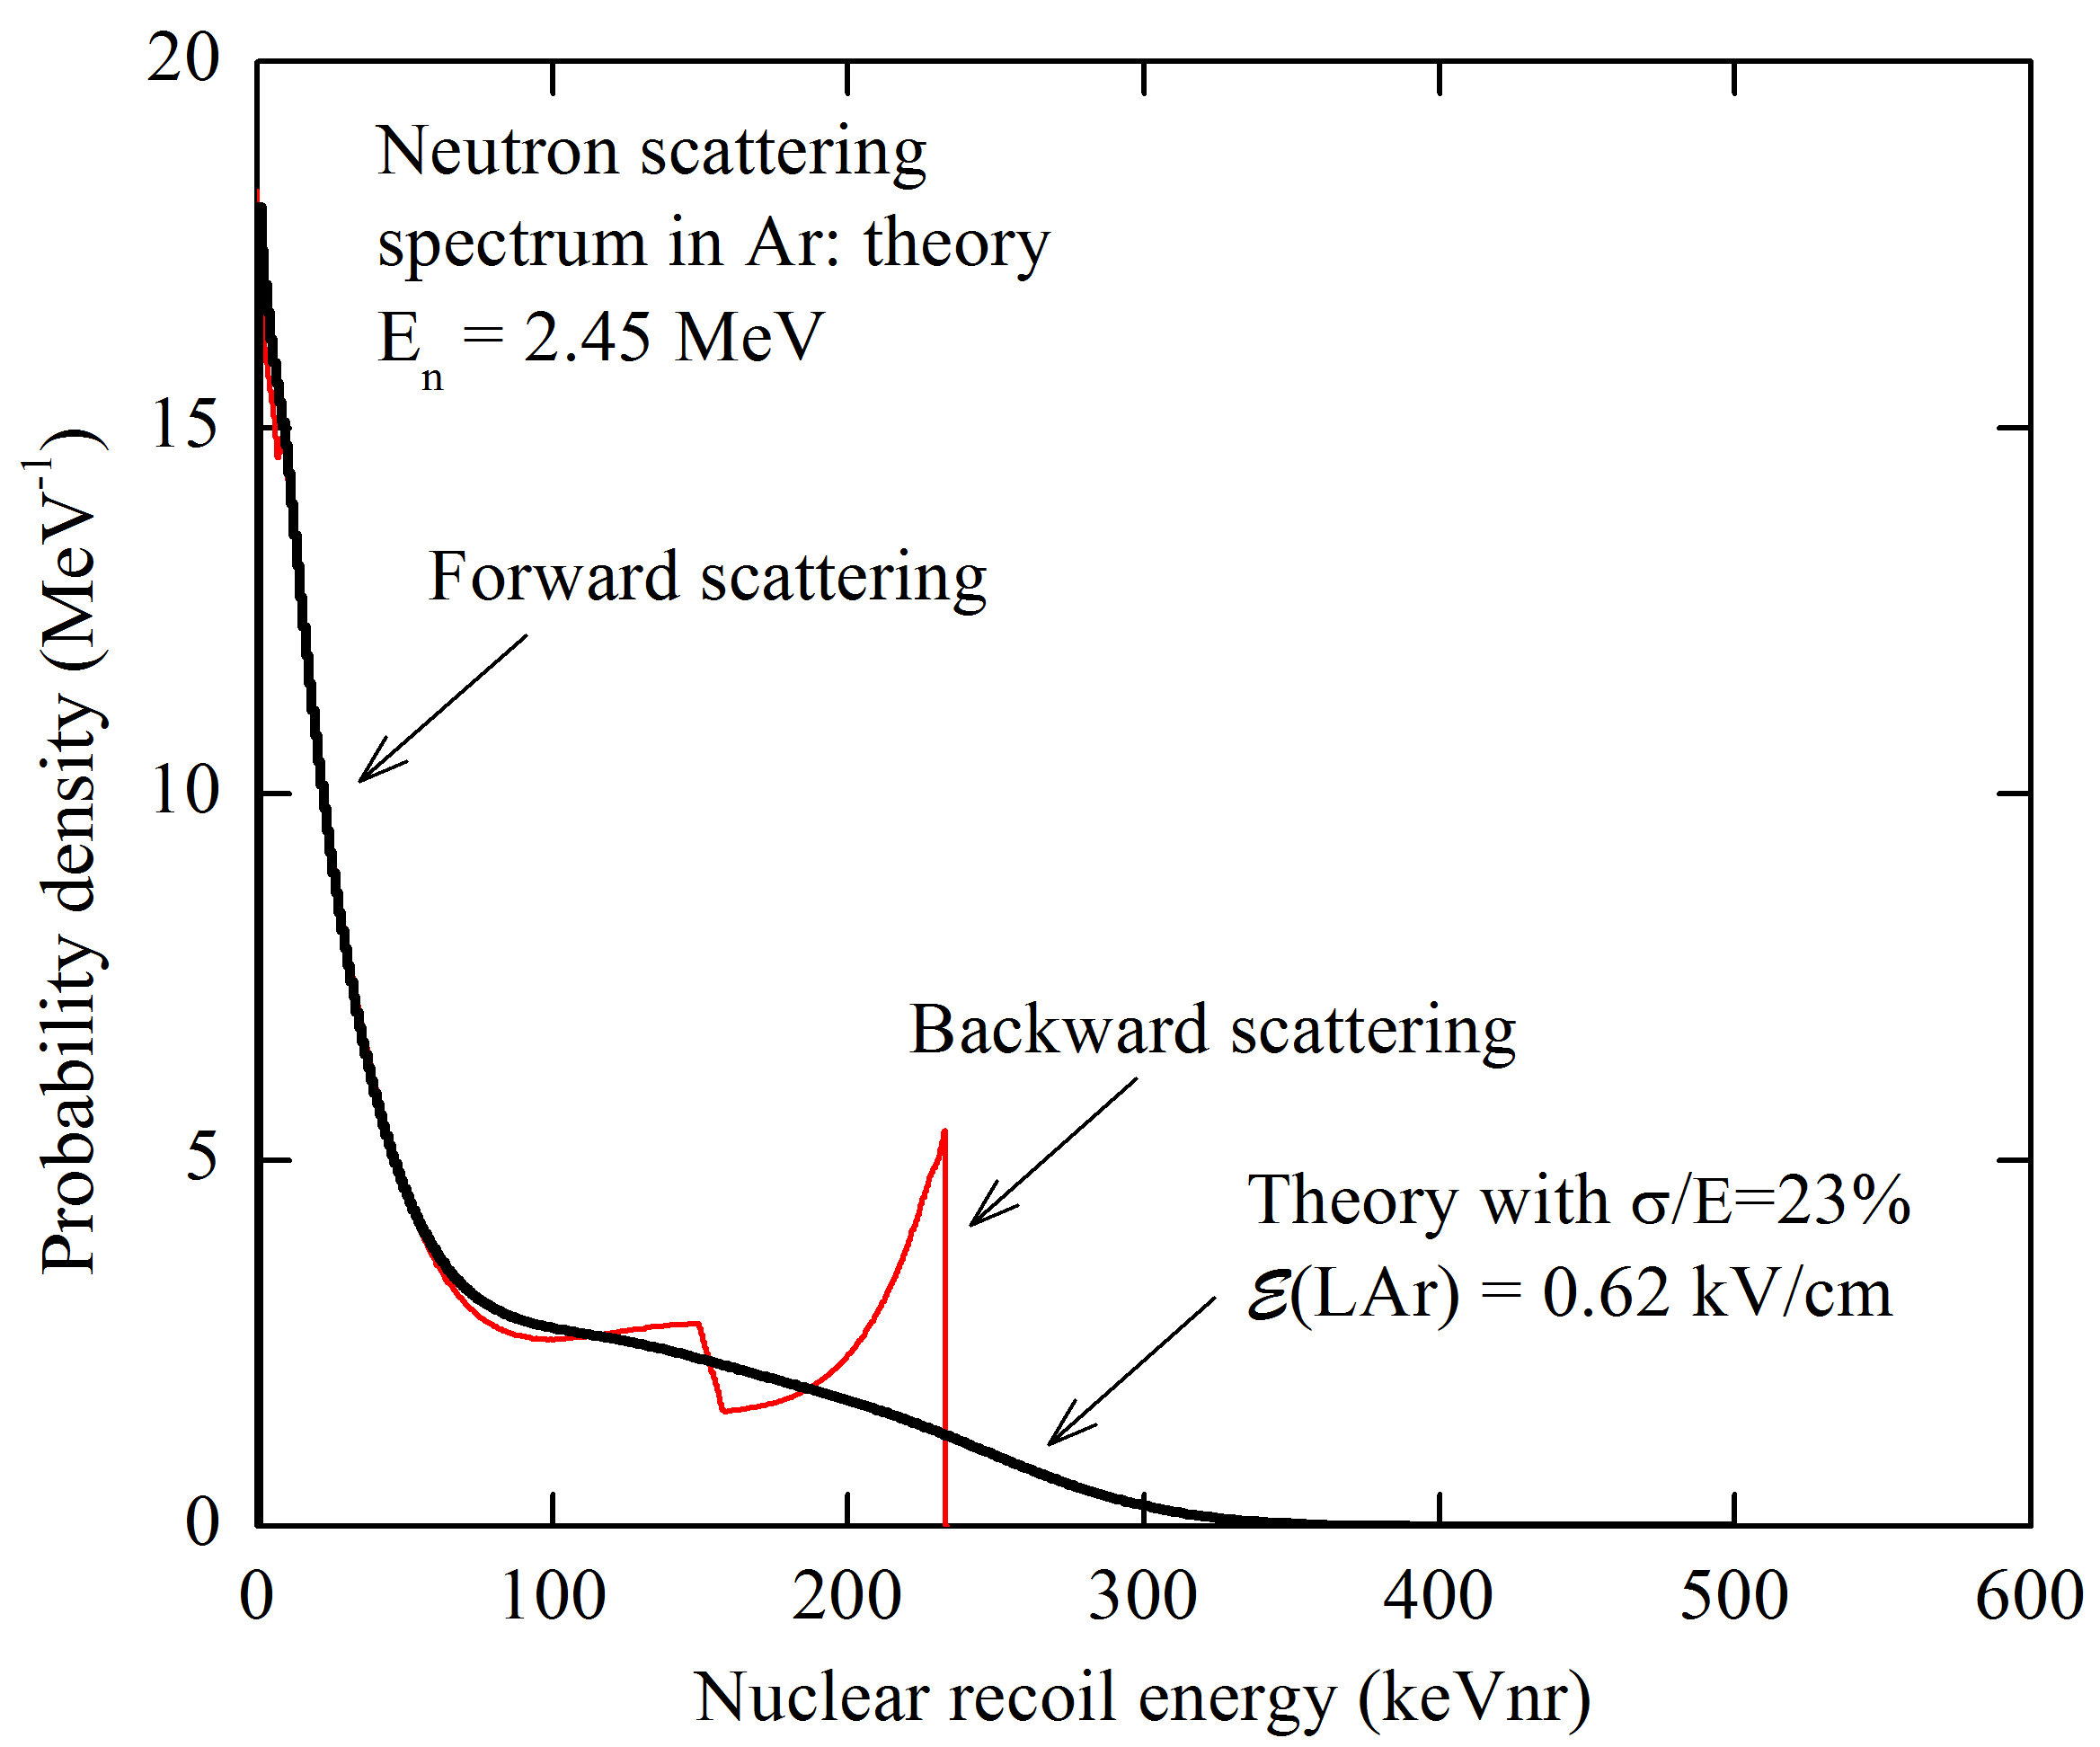 20
15
10
5
0
Probability density (MeV⁻¹)
Neutron scattering
spectrum in Ar: theory
Eₙ = 2.45 MeV
Forward scattering
Backward scattering
Theory with σ/E=23%
ℰ(LAr) = 0.62 kV/cm
0 100 200 300 400 500 600
Nuclear recoil energy (keVnr)